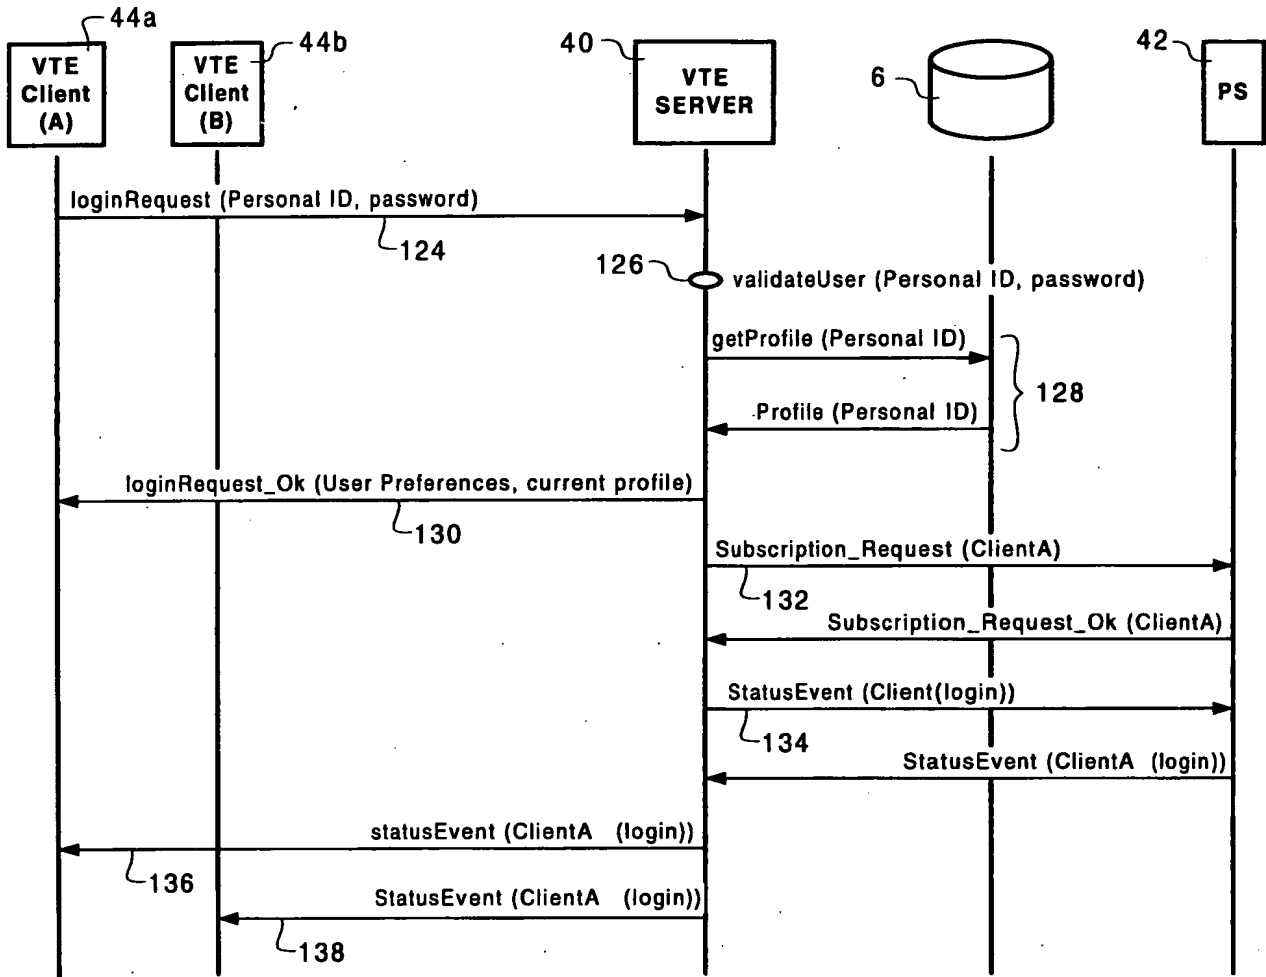 44a
44b
40
6
42
VTE
Client
(A)
VTE
Client
(B)
VTE
SERVER
PS
loginRequest (Personal ID, password)
124
126
validateUser (Personal ID, password)
getProfile (Personal ID)
128
Profile (Personal ID)
loginRequest_Ok (User Preferences, current profile)
130
Subscription_Request (ClientA)
132
Subscription_Request_Ok (ClientA)
StatusEvent (Client(login))
134
StatusEvent (ClientA (login))
statusEvent (ClientA (login))
136
StatusEvent (ClientA (login))
138